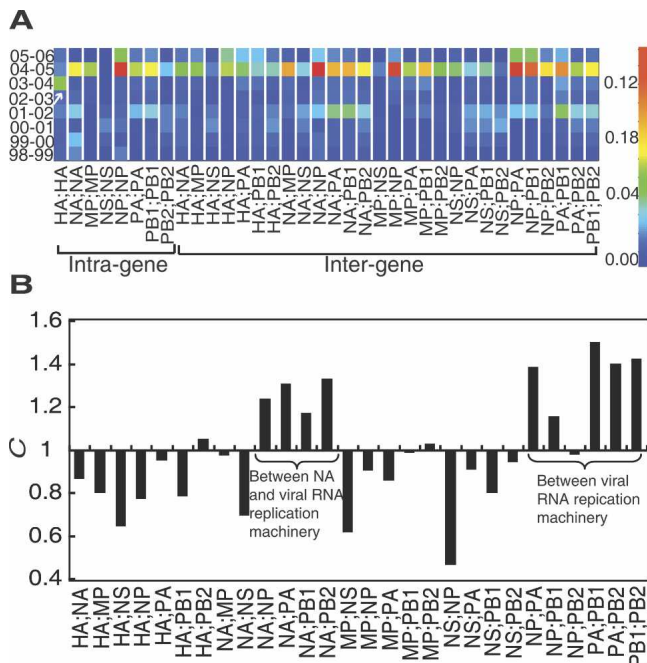 A
05-06
04-05
03-04
02-03
01-02
00-01
99-00
98-99
0.12
0.18
0.04
0.00
HA;HA
NA;NA
MP;MP
NS;NS
NP;NP
PA;PA
PB1;PB1
PB2;PB2
HA;NA
HA;MP
HA;NS
HA;NP
HA;PA
HA;PB1
HA;PB2
NA;MP
NA;NS
NA;NP
NA;PA
NA;PB1
NA;PB2
MP;NS
MP;NP
MP;PA
MP;PB1
MP;PB2
NS;NP
NS;PA
NS;PB1
NS;PB2
NP;PA
NP;PB1
NP;PB2
PA;PB1
PA;PB2
PB1;PB2
Intra-gene
Inter-gene
B
C
1.6
1.4
1.2
1
0.8
0.6
0.4
Between NA
and viral RNA
replication
machinery
Between viral
RNA repication
machinery
HA;NA
HA;MP
HA;NS
HA;NP
HA;PA
HA;PB1
HA;PB2
NA;MP
NA;NS
NA;NP
NA;PA
NA;PB1
NA;PB2
MP;NS
MP;NP
MP;PA
MP;PB1
MP;PB2
NS;NP
NS;PA
NS;PB1
NS;PB2
NP;PA
NP;PB1
NP;PB2
PA;PB1
PA;PB2
PB1;PB2